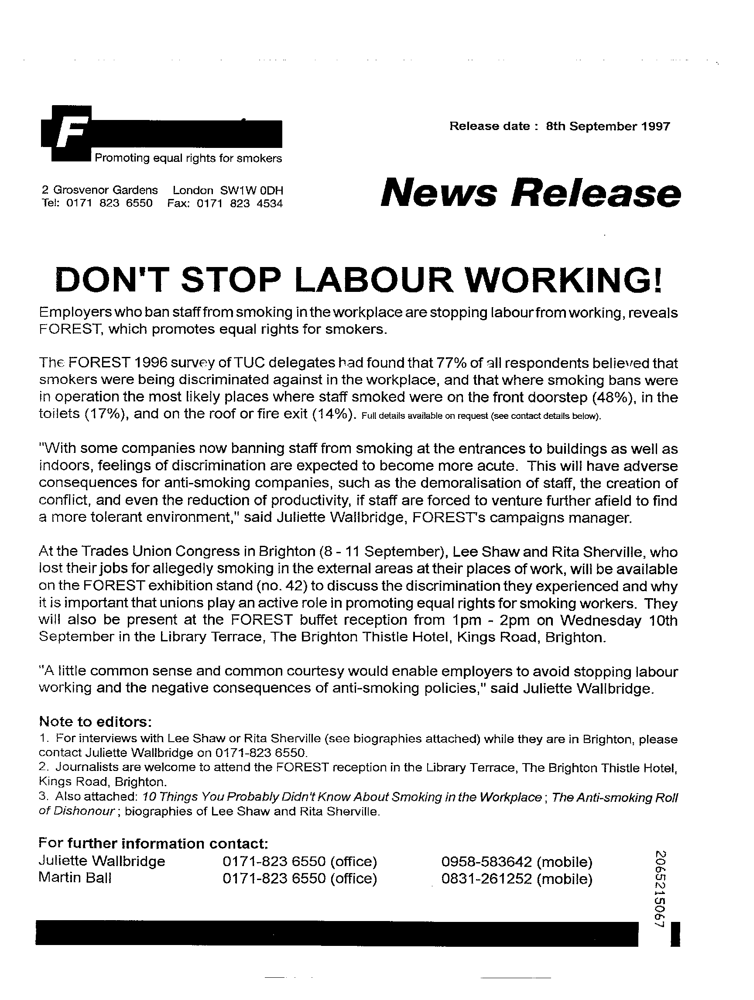 F
Release date : 8th September 1997
Promoting equal rights for smokers
2 Grosvenor Gardens London SW1W 0DH
Tel: 0171 823 6550 Fax: 0171 823 4534
News Release
DON'T STOP LABOUR WORKING!
Employers who ban staff from smoking in the workplace are stopping labour from working, reveals
FOREST, which promotes equal rights for smokers.
The FOREST 1996 survey of TUC delegates had found that 77% of all respondents believed that
smokers were being discriminated against in the workplace, and that where smoking bans were
in operation the most likely places where staff smoked were on the front doorstep (48%), in the
toilets (17%), and on the roof or fire exit (14%). Full details available on request (see contact details below).
"With some companies now banning staff from smoking at the entrances to buildings as well as
indoors, feelings of discrimination are expected to become more acute. This will have adverse
consequences for anti-smoking companies, such as the demoralisation of staff, the creation of
conflict, and even the reduction of productivity, if staff are forced to venture further afield to find
a more tolerant environment," said Juliette Wallbridge, FOREST's campaigns manager.
At the Trades Union Congress in Brighton (8 - 11 September), Lee Shaw and Rita Sherville, who
lost their jobs for allegedly smoking in the external areas at their places of work, will be available
on the FOREST exhibition stand (no. 42) to discuss the discrimination they experienced and why
it is important that unions play an active role in promoting equal rights for smoking workers. They
will also be present at the FOREST buffet reception from 1pm - 2pm on Wednesday 10th
September in the Library Terrace, The Brighton Thistle Hotel, Kings Road, Brighton.
"A little common sense and common courtesy would enable employers to avoid stopping labour
working and the negative consequences of anti-smoking policies," said Juliette Wallbridge.
Note to editors:
1. For interviews with Lee Shaw or Rita Sherville (see biographies attached) while they are in Brighton, please
contact Juliette Wallbridge on 0171-823 6550.
2. Journalists are welcome to attend the FOREST reception in the Library Terrace, The Brighton Thistle Hotel,
Kings Road, Brighton.
3. Also attached: 10 Things You Probably Didn't Know About Smoking in the Workplace ; The Anti-smoking Roll
of Dishonour ; biographies of Lee Shaw and Rita Sherville.
For further information contact:
Juliette Wallbridge 0171-823 6550 (office) 0958-583642 (mobile)
Martin Ball 0171-823 6550 (office) 0831-261252 (mobile)
2065215067